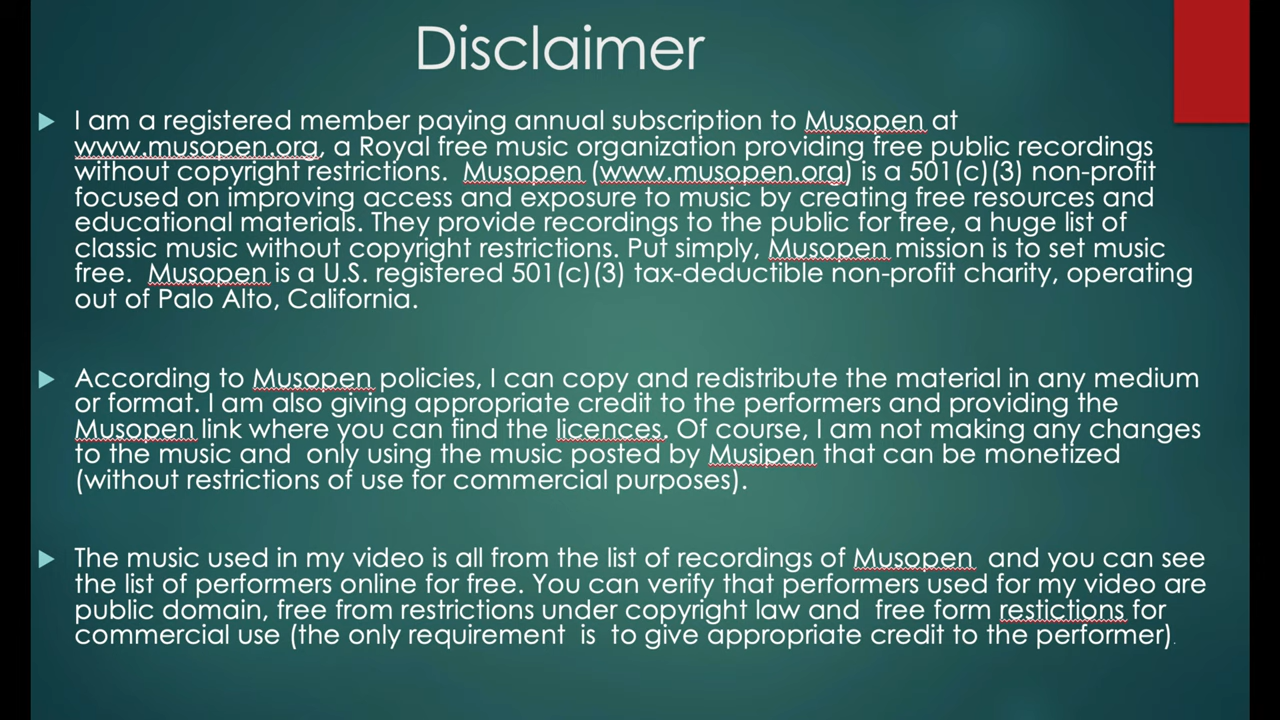 Disclaimer
I am a registered member paying annual subscription to Musopen at
www.musopen.org, a Royal free music organization providing free public recordings
without copyright restrictions. Musopen (www.musopen.org) is a 501(c)(3) non-profit
focused on improving access and exposure to music by creating free resources and
educational materials. They provide recordings to the public for free, a huge list of
classic music without copyright restrictions. Put simply, Musopen mission is to set music
free. Musopen is a U.S. registered 501(c)(3) tax-deductible non-profit charity, operating
out of Palo Alto, California.
According to Musopen policies, I can copy and redistribute the material in any medium
or format. I am also giving appropriate credit to the performers and providing the
Musopen link where you can find the licences. Of course, I am not making any changes
to the music and only using the music posted by Musipen that can be monetized
(without restrictions of use for commercial purposes).
The music used in my video is all from the list of recordings of Musopen and you can see
the list of performers online for free. You can verify that performers used for my video are
public domain, free from restrictions under copyright law and free form restictions for
commercial use (the only requirement is to give appropriate credit to the performer).